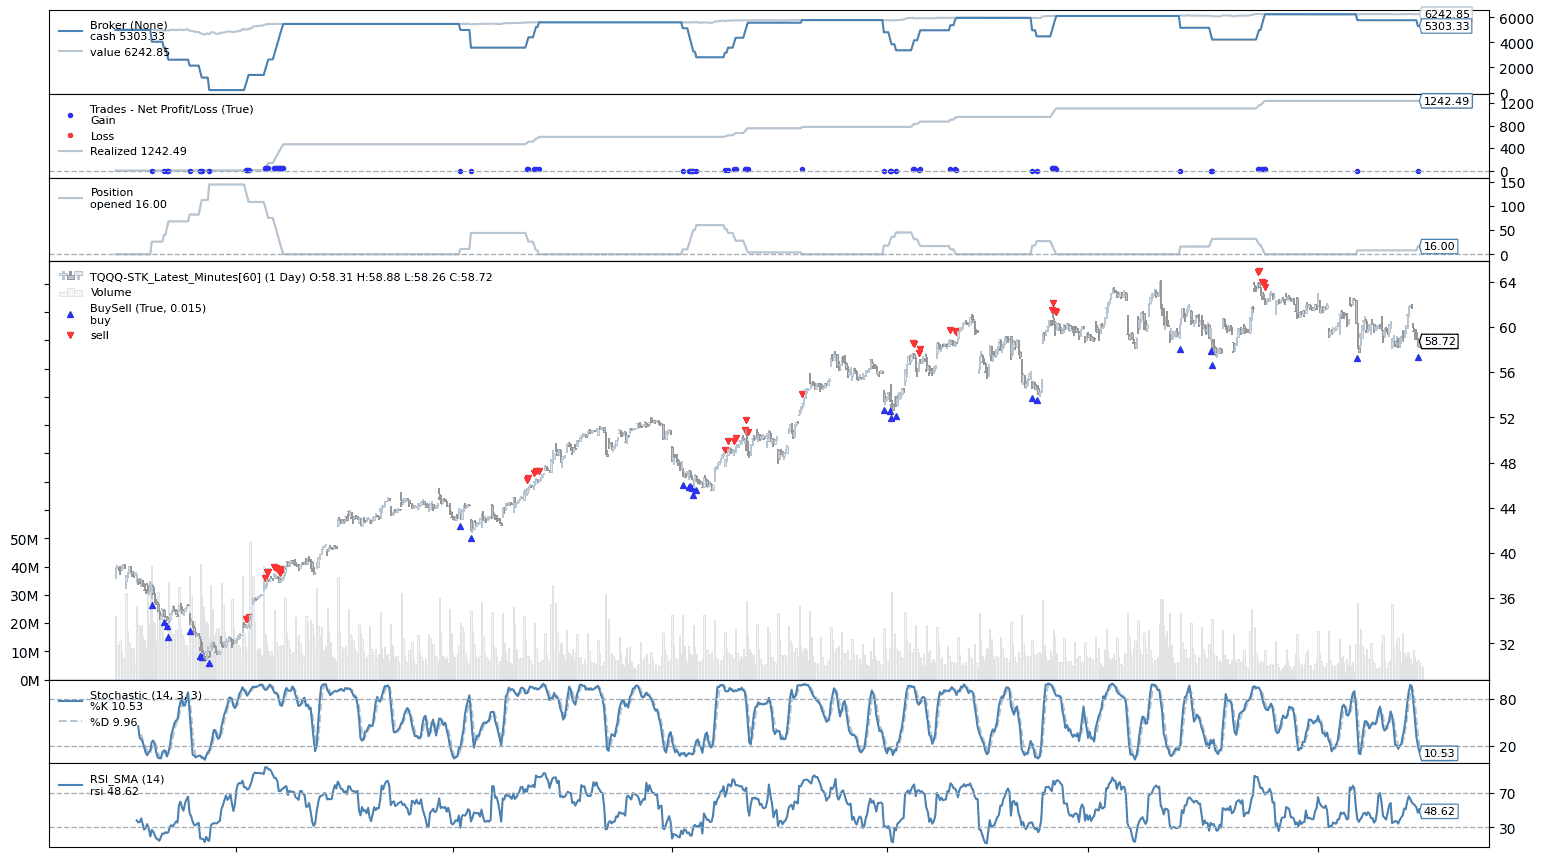 Broker (None)
cash 5303.33
value 6242.85
6242.85
5303.33
6000
4000
2000
0
Trades - Net Profit/Loss (True)
Gain
Loss
Realized 1242.49
1242.49
1200
800
400
0
Position
opened 16.00
16.00
150
100
50
0
TQQQ-STK_Latest_Minutes[60] (1 Day) O:58.31 H:58.88 L:58.26 C:58.72
Volume
BuySell (True, 0.015)
buy
sell
58.72
64
60
56
52
48
44
40
36
32
50M
40M
30M
20M
10M
0M
Stochastic (14, 3, 3)
%K 10.53
%D 9.96
10.53
80
20
RSI_SMA (14)
rsi 48.62
48.62
70
30